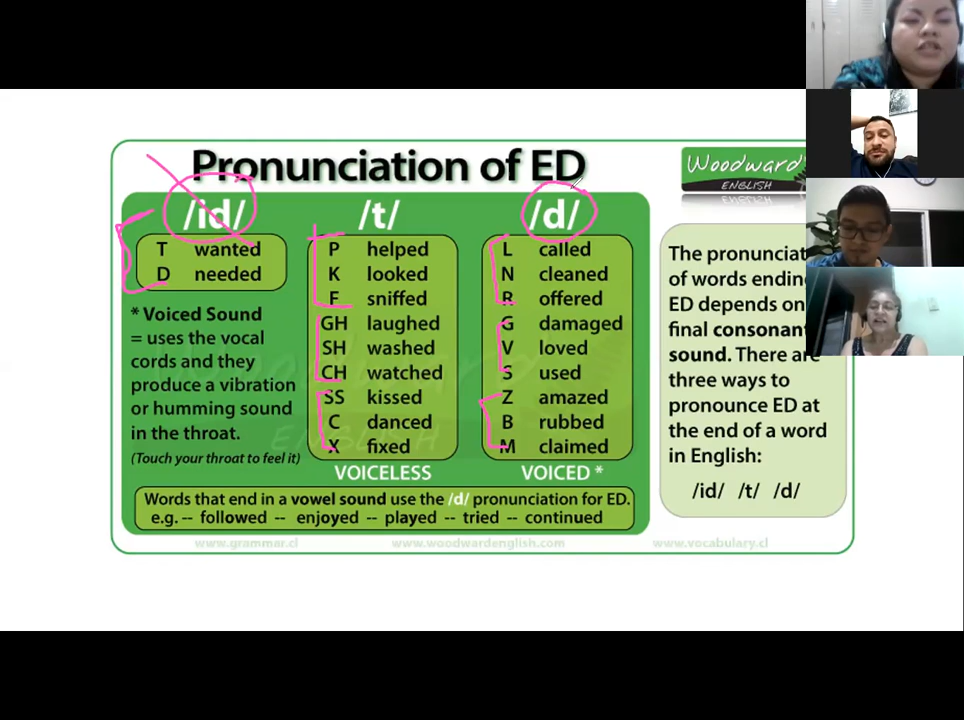 Pronunciation of ED
/id/
T wanted
D needed
* Voiced Sound
= uses the vocal
cords and they
produce a vibration
or humming sound
in the throat.
(Touch your throat to feel it)
/t/
P helped
K looked
F sniffed
GH laughed
SH washed
CH watched
SS kissed
C danced
X fixed
VOICELESS
/d/
L called
N cleaned
R offered
G damaged
V loved
S used
Z amazed
B rubbed
M claimed
VOICED *
Words that end in a vowel sound use the /d/ pronunciation for ED.
e.g. -- followed -- enjoyed -- played -- tried -- continued
Woodward
ENGLISH
The pronunciat
of words ending
ED depends on
final consonant
sound. There are
three ways to
pronounce ED at
the end of a word
in English:
/id/ /t/ /d/
www.grammar.cl www.woodwardenglish.com www.vocabulary.cl